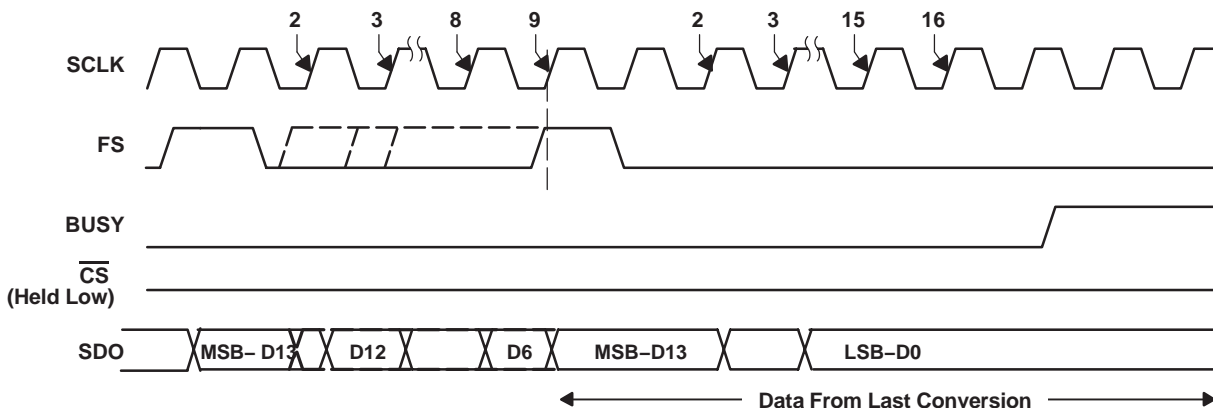 2 3 8 9 2 3 15 16
SCLK
FS
BUSY
CS
(Held Low)
SDO MSB– D13 D12 D6 MSB–D13 LSB–D0
Data From Last Conversion